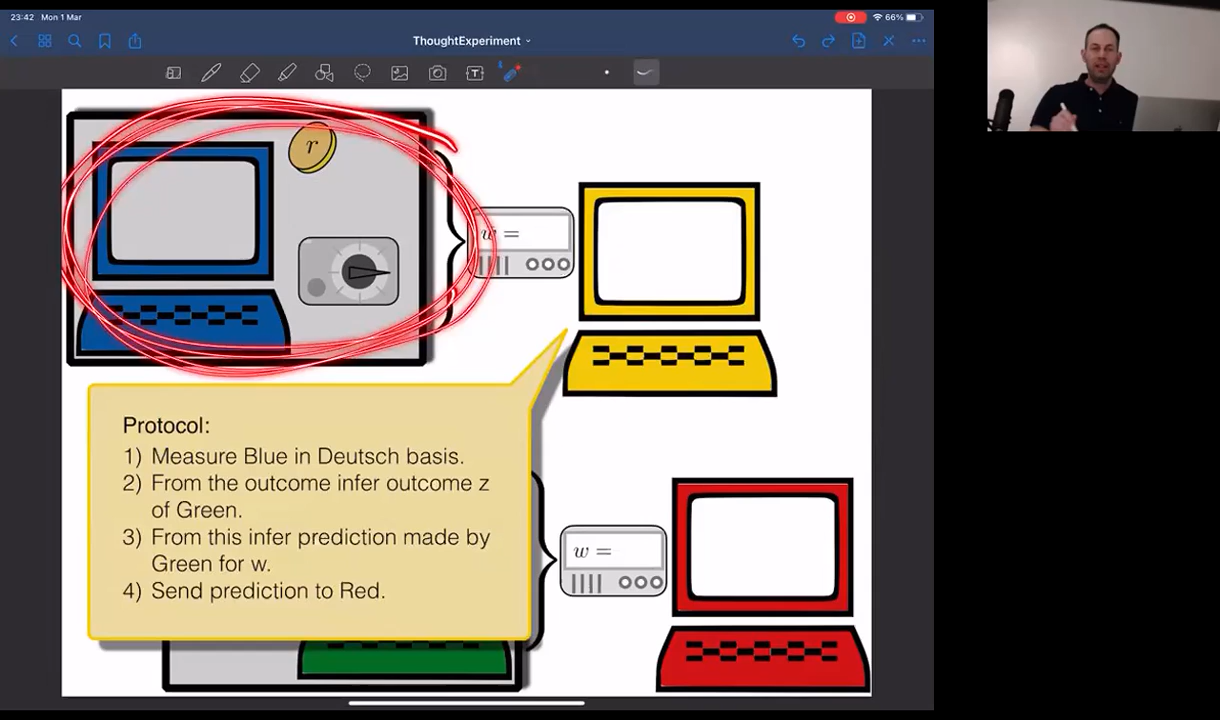 23:42 Mon 1 Mar
66%
ThoughtExperiment
T
r
w =
Protocol:
1) Measure Blue in Deutsch basis.
2) From the outcome infer outcome z
of Green.
3) From this infer prediction made by
Green for w.
4) Send prediction to Red.
w =